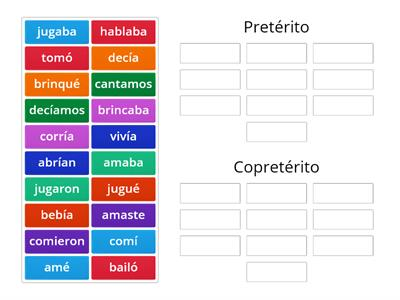 jugaba hablaba
tomó decía
brinqué cantamos
decíamos brincaba
corría vivía
abrían amaba
jugaron jugué
bebía amaste
comieron comí
amé bailó
Pretérito
Copretérito